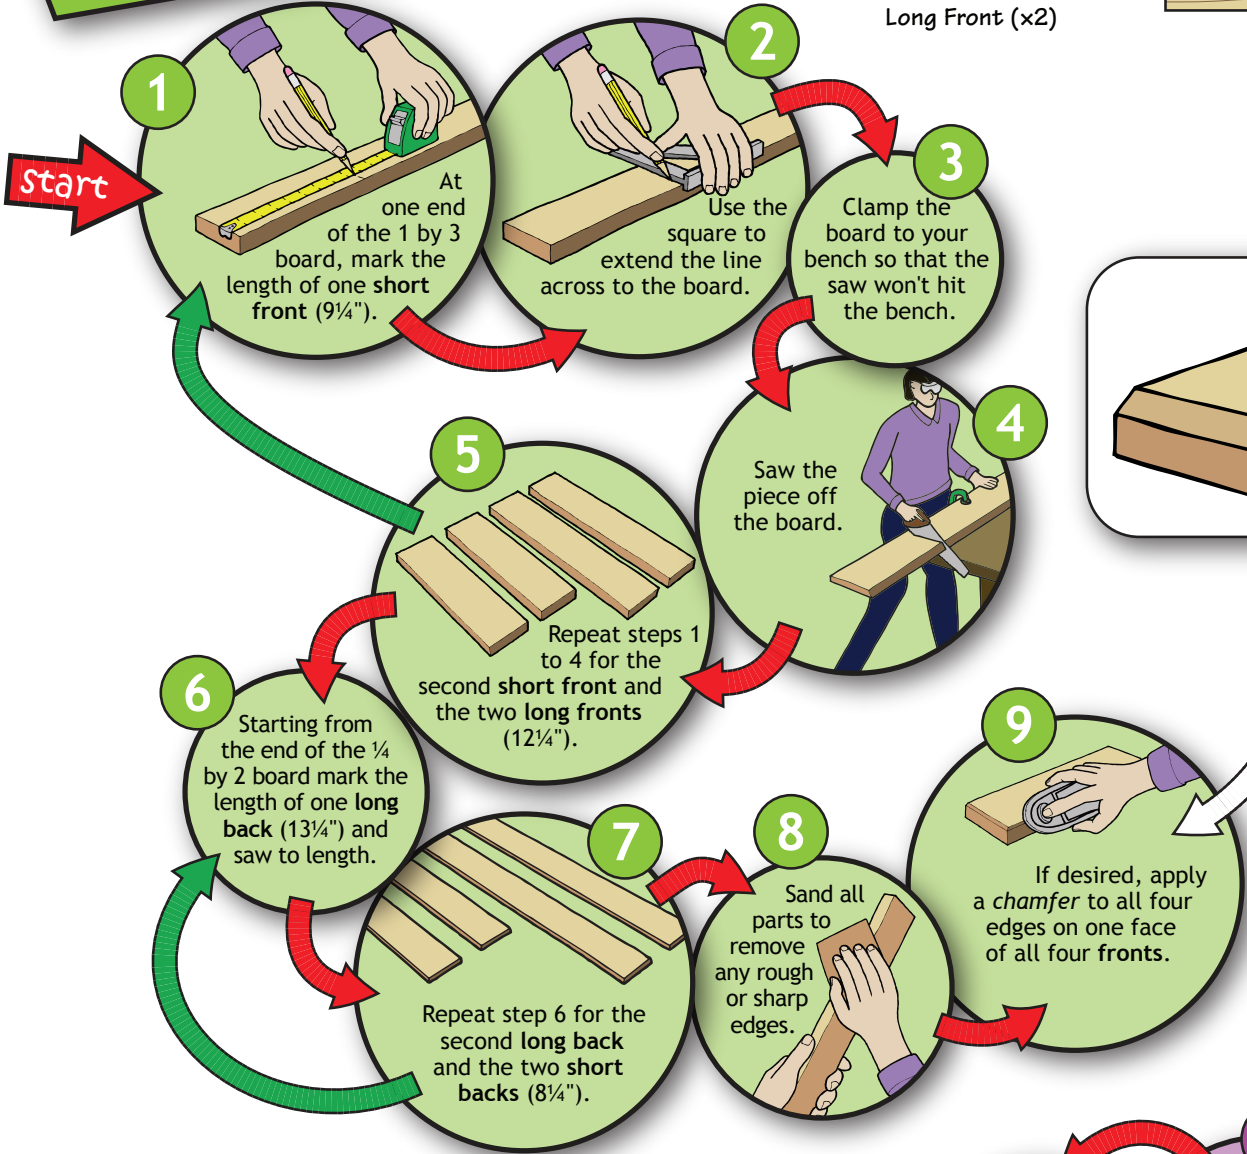 Long Front (x2)
start
1
At
one end
of the 1 by 3
board, mark the
length of one short
front (9¼").
2
Use the
square to
extend the line
across to the board.
3
Clamp the
board to your
bench so that the
saw won't hit
the bench.
4
Saw the
piece off
the board.
5
Repeat steps 1
to 4 for the
second short front and
the two long fronts
(12¼").
6
Starting from
the end of the ¼
by 2 board mark the
length of one long
back (13¼") and
saw to length.
7
Repeat step 6 for the
second long back
and the two short
backs (8¼").
8
Sand all
parts to
remove
any rough
or sharp
edges.
9
If desired, apply
a chamfer to all four
edges on one face
of all four fronts.